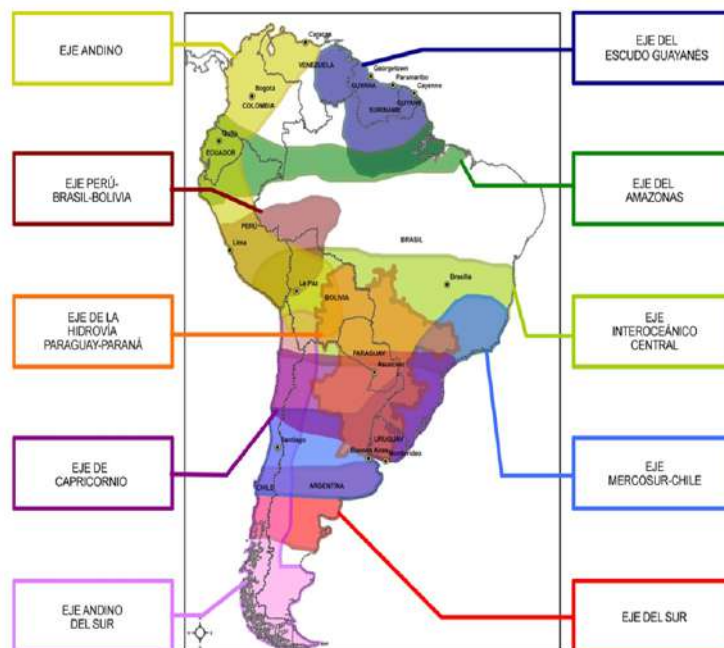 EJE ANDINO
EJE PERÚ-
BRASIL-BOLIVIA
EJE DE LA
HIDROVÍA
PARAGUAY-PARANÁ
EJE DE
CAPRICORNIO
EJE ANDINO
DEL SUR
Caracas
VENEZUELA
Georgetown
Paramaribo
GUYANA
Cayenne
SURINAME
GUYANE
Bogotá
COLOMBIA
Quito
ECUADOR
PERÚ
Lima
BRASIL
Brasilia
La Paz
BOLIVIA
PARAGUAY
Asunción
Santiago
URUGUAY
Buenos Aires
Montevideo
CHILE
ARGENTINA
EJE DEL
ESCUDO GUAYANÉS
EJE DEL
AMAZONAS
EJE
INTEROCEÁNICO
CENTRAL
EJE
MERCOSUR-CHILE
EJE DEL SUR